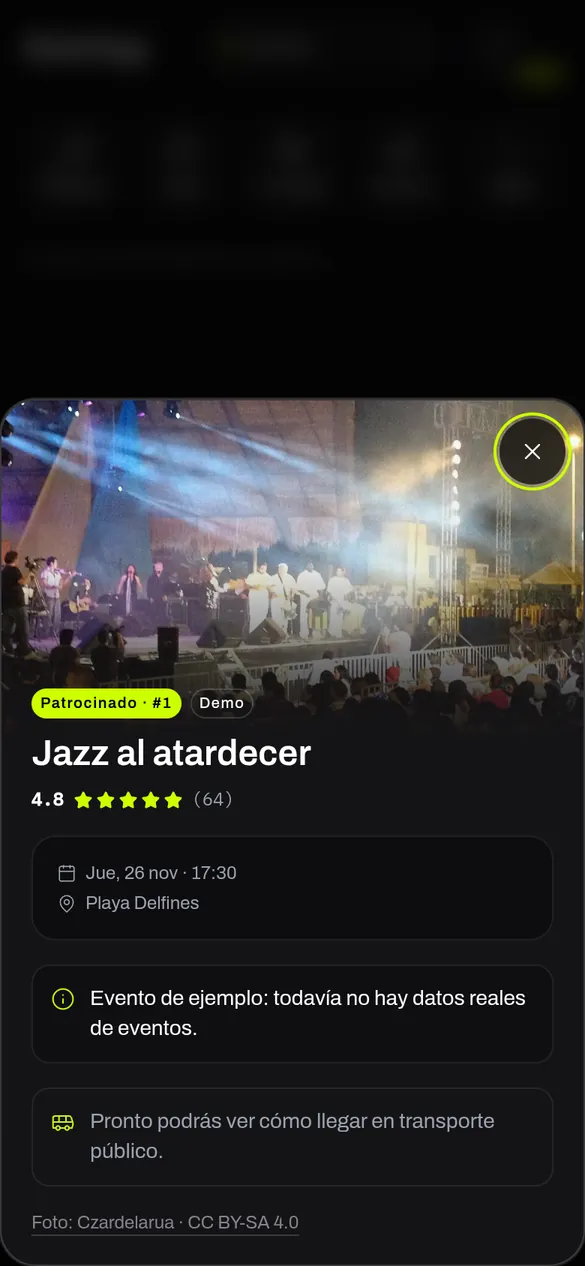 Patrocinado · #1
Demo
Jazz al atardecer
4.8 (64)
Jue, 26 nov · 17:30
Playa Delfines
Evento de ejemplo: todavía no hay datos reales
de eventos.
Pronto podrás ver cómo llegar en transporte
público.
Foto: Czardelarua · CC BY-SA 4.0